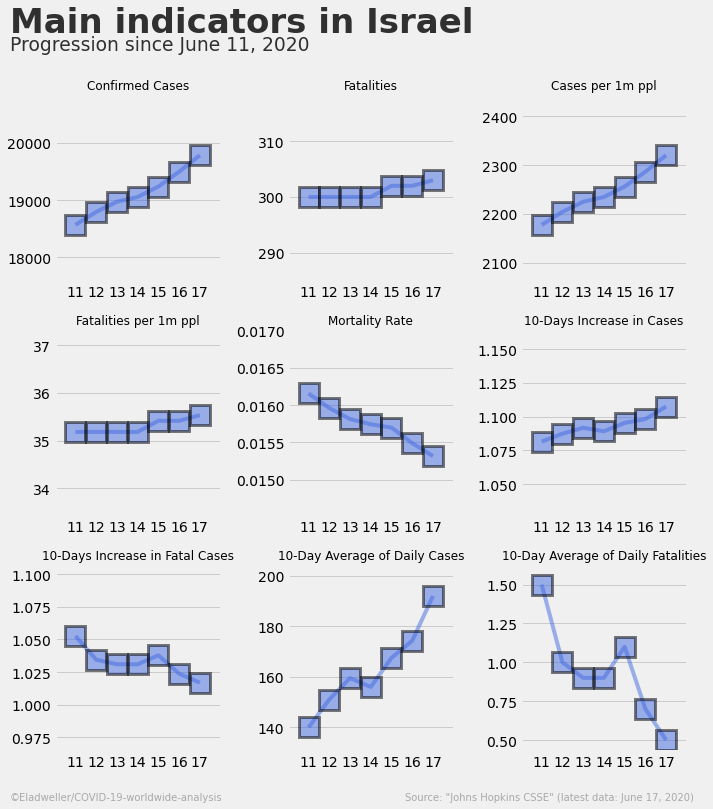 Main indicators in Israel
Progression since June 11, 2020
Confirmed Cases
20000
19000
18000
11 12 13 14 15 16 17
Fatalities
310
300
290
11 12 13 14 15 16 17
Cases per 1m ppl
2400
2300
2200
2100
11 12 13 14 15 16 17
Fatalities per 1m ppl
37
36
35
34
11 12 13 14 15 16 17
Mortality Rate
0.0170
0.0165
0.0160
0.0155
0.0150
11 12 13 14 15 16 17
10-Days Increase in Cases
1.150
1.125
1.100
1.075
1.050
11 12 13 14 15 16 17
10-Days Increase in Fatal Cases
1.100
1.075
1.050
1.025
1.000
0.975
11 12 13 14 15 16 17
10-Day Average of Daily Cases
200
180
160
140
11 12 13 14 15 16 17
10-Day Average of Daily Fatalities
1.50
1.25
1.00
0.75
0.50
11 12 13 14 15 16 17
©Eladweller/COVID-19-worldwide-analysis
Source: "Johns Hopkins CSSE" (latest data: June 17, 2020)